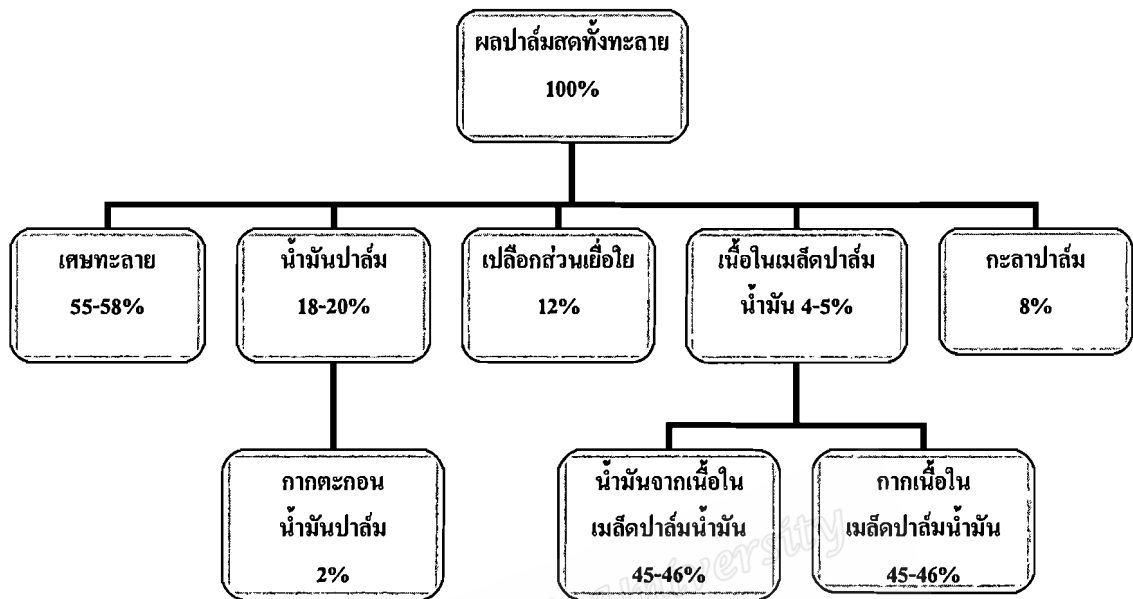 ผลปาล์มสดทั้งทะลาย
100%
เศษทะลาย
55-58%
น้ำมันปาล์ม
18-20%
เปลือกส่วนเยื่อใย
12%
เนื้อในเมล็ดปาล์ม
น้ำมัน 4-5%
กะลาปาล์ม
8%
กากตะกอน
น้ำมันปาล์ม
2%
น้ำมันจากเนื้อใน
เมล็ดปาล์มน้ำมัน
45-46%
กากเนื้อใน
เมล็ดปาล์มน้ำมัน
45-46%
University